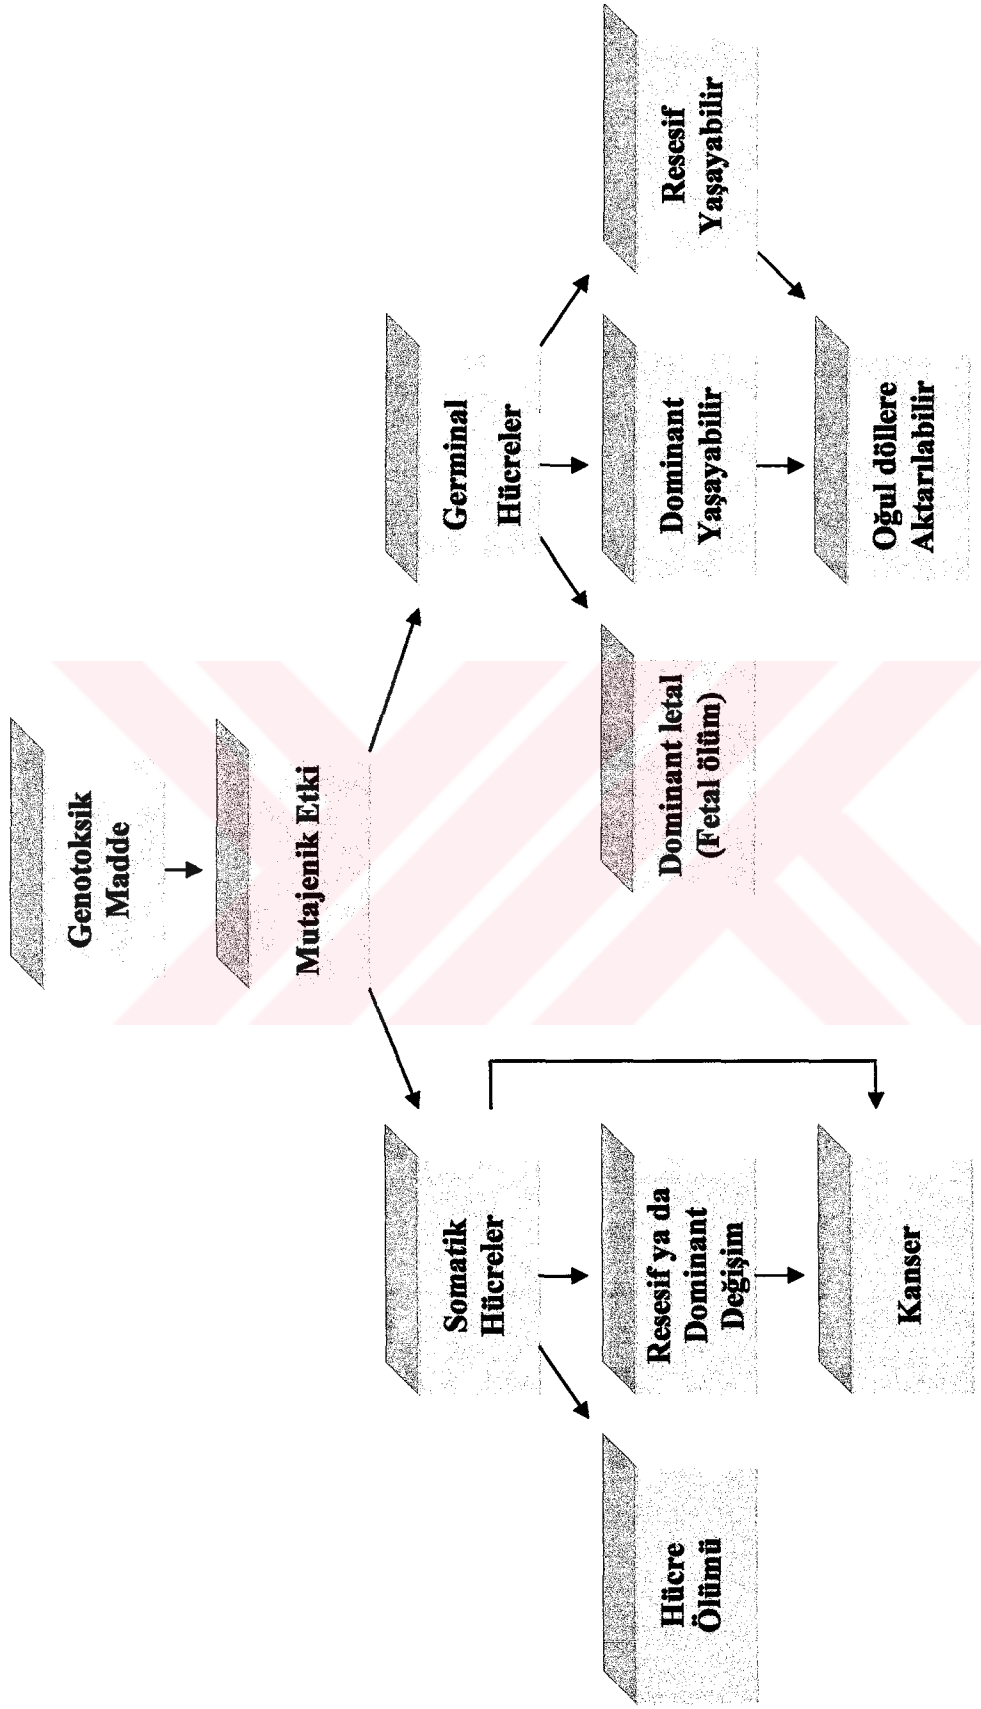 Genotoksik
Madde
Mutajenik Etki
Somatik
Hücreler
Germinal
Hücreler
Hücre
Ölümü
Resesif ya da
Dominant
Değişim
Dominant letal
(Fetal ölüm)
Dominant
Yaşayabilir
Resesif
Yaşayabilir
Kanser
Oğul döllere
Aktarılabilir